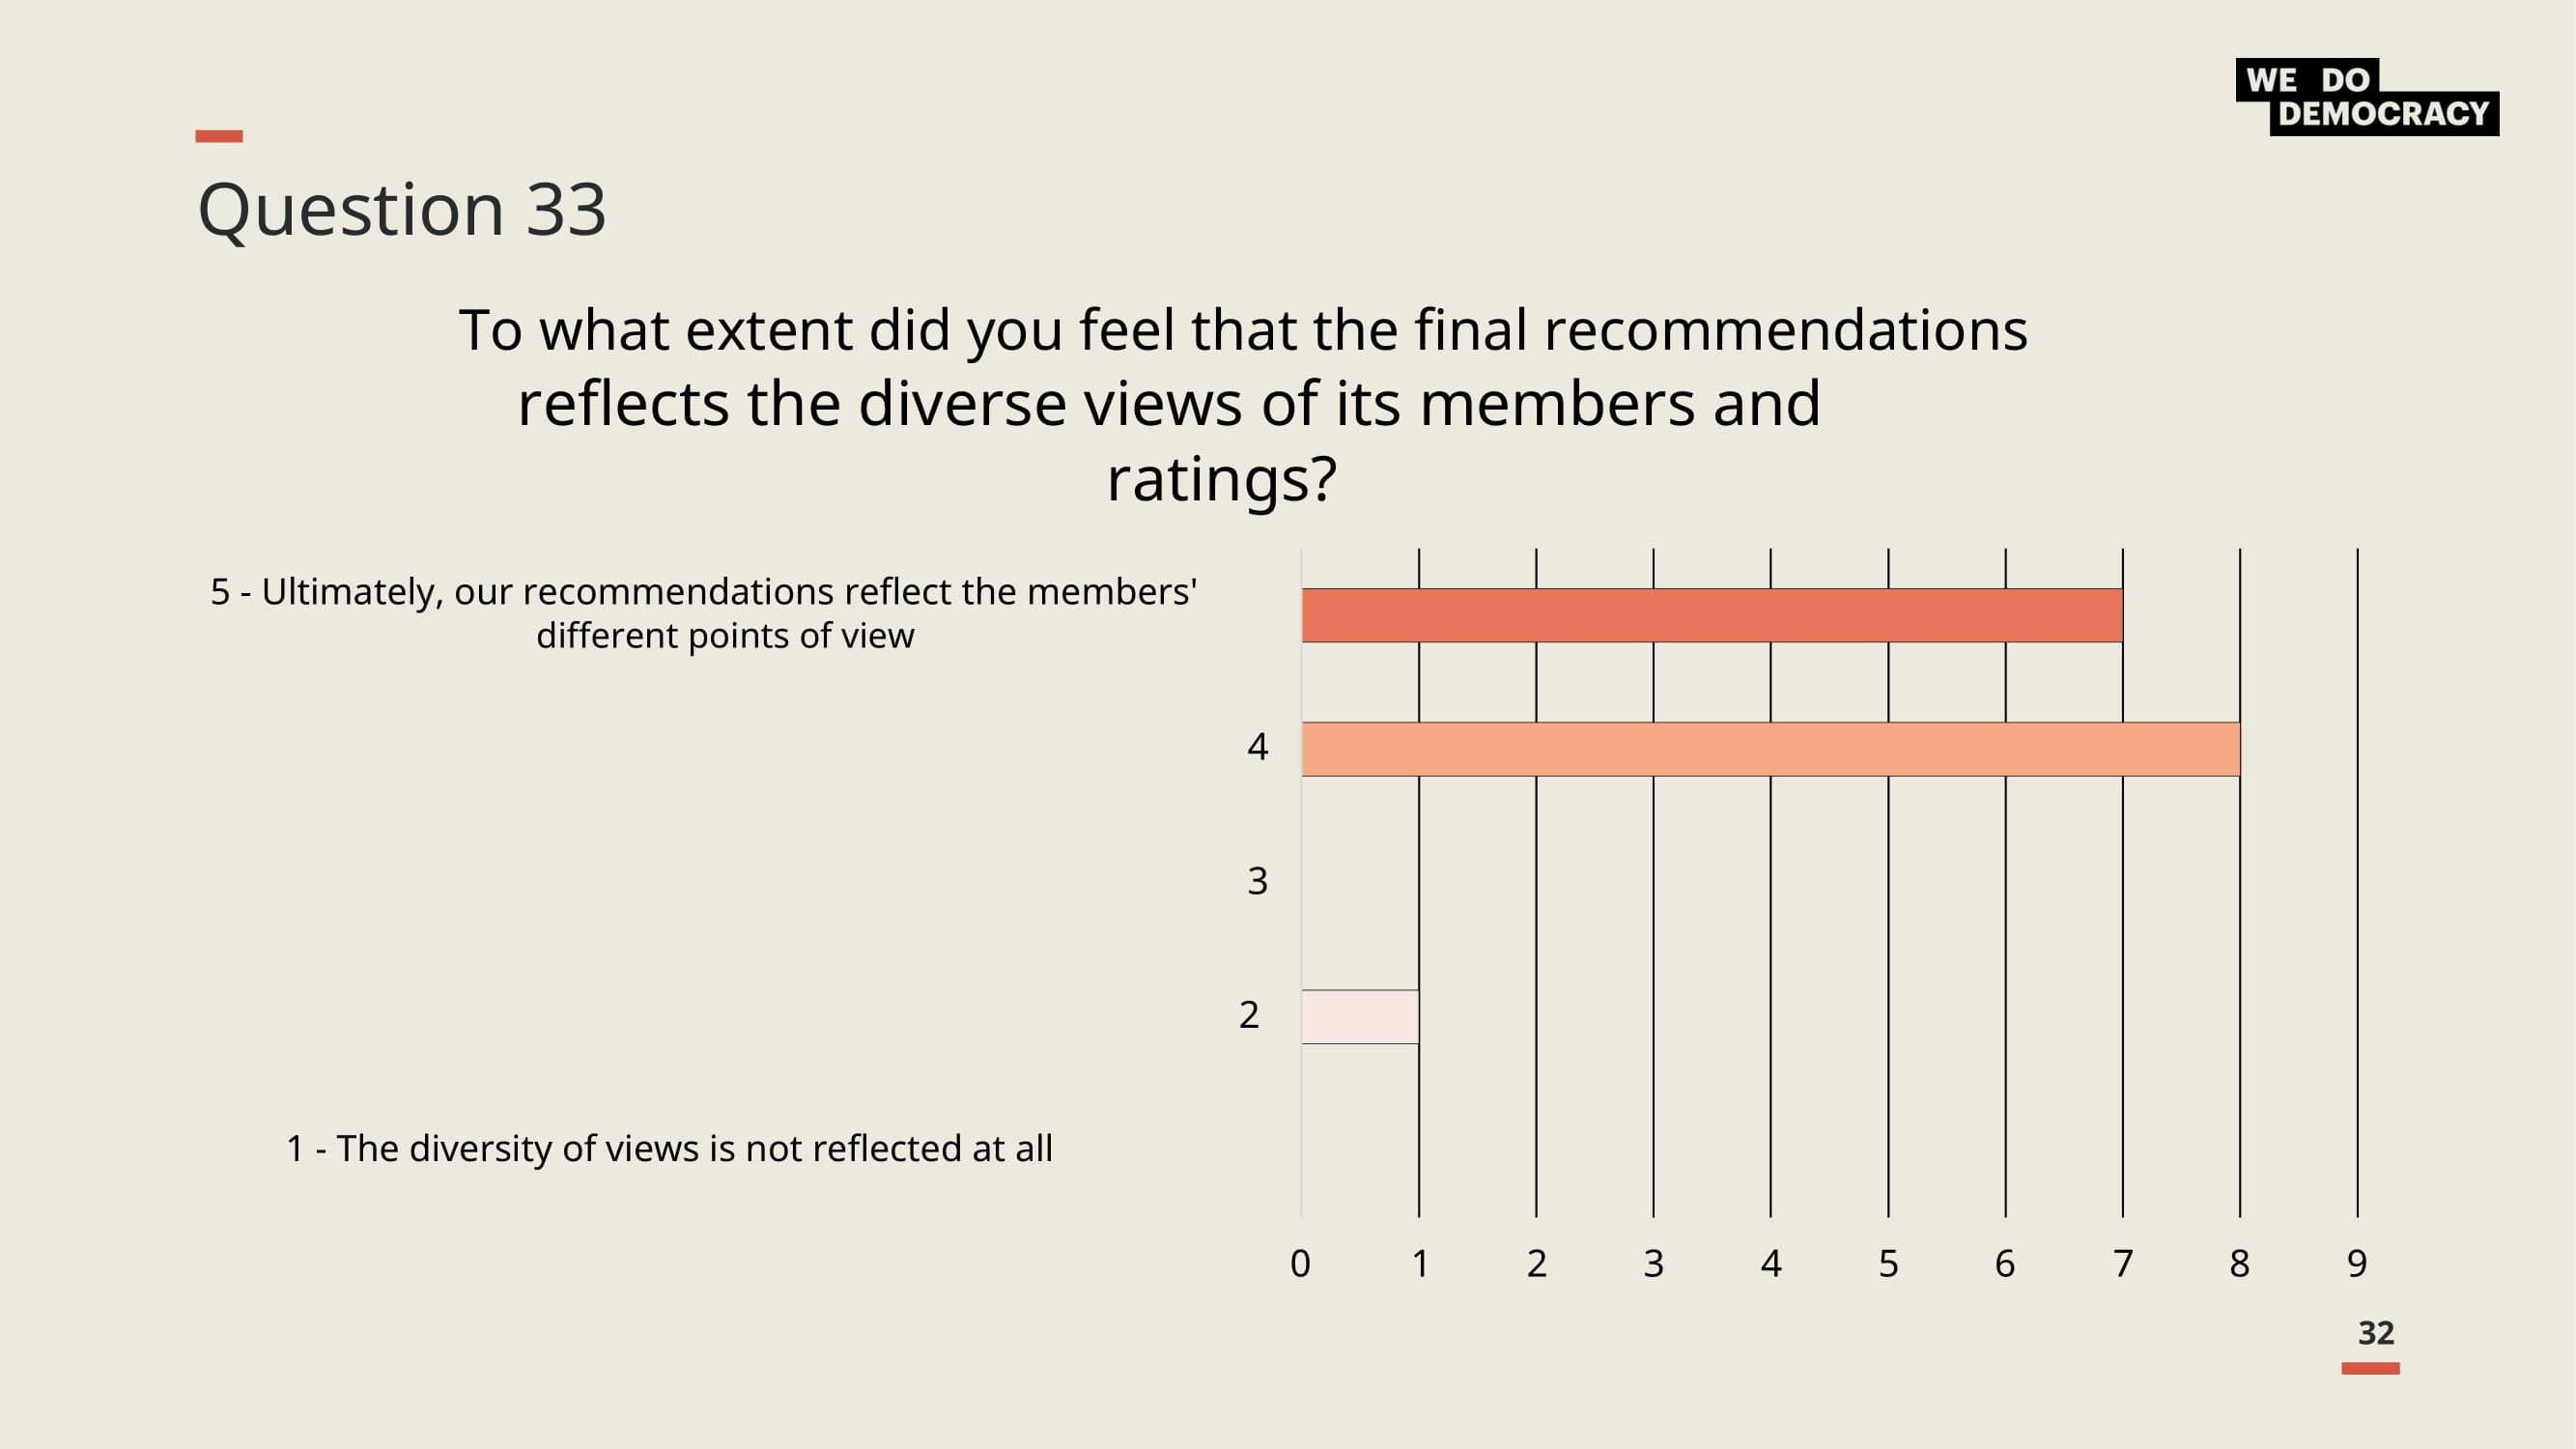 WE DO
DEMOCRACY
Question 33
To what extent did you feel that the final recommendations
reflects the diverse views of its members and
ratings?
5 - Ultimately, our recommendations reflect the members'
different points of view
4
3
2
1 - The diversity of views is not reflected at all
0 1 2 3 4 5 6 7 8 9
32